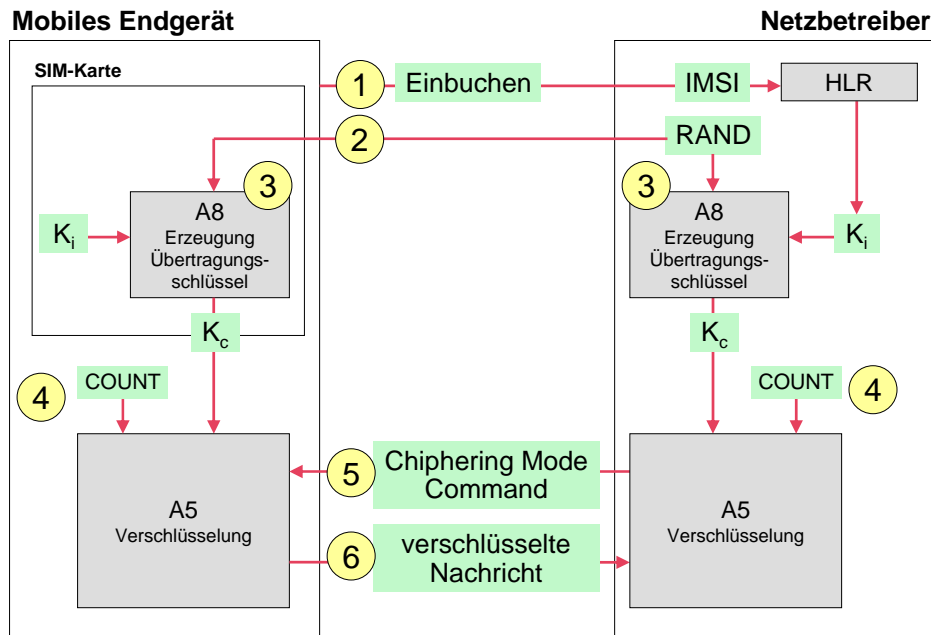 Mobiles Endgerät
Netzbetreiber
SIM-Karte
1
Einbuchen
IMSI
HLR
2
RAND
3
A8
Erzeugung
Übertragungs-
schlüssel
Ki
3
A8
Erzeugung
Übertragungs-
schlüssel
Ki
Kc
Kc
4
COUNT
COUNT
4
5
Chiphering Mode
Command
A5
Verschlüsselung
A5
Verschlüsselung
6
verschlüsselte
Nachricht